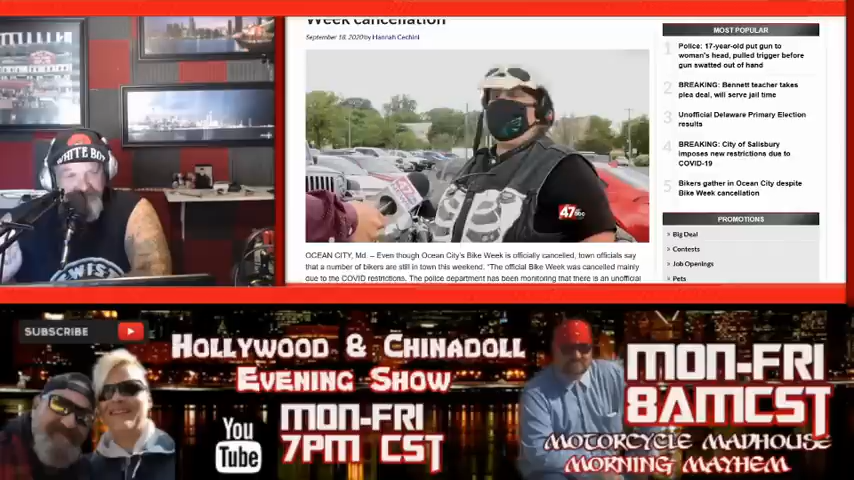 Week cancellation
September 18, 2020 by Hannah Cechini
47
47abc
OCEAN CITY, Md. – Even though Ocean City's Bike Week is officially cancelled, town officials say
that a number of bikers are still in town this weekend. "The official Bike Week was cancelled mainly
due to the COVID restrictions. The police department has been monitoring that there is an unofficial
MOST POPULAR
1 Police: 17-year-old put gun to
woman's head, pulled trigger before
gun swatted out of hand
2 BREAKING: Bennett teacher takes
plea deal, will serve jail time
3 Unofficial Delaware Primary Election
results
4 BREAKING: City of Salisbury
imposes new restrictions due to
COVID-19
5 Bikers gather in Ocean City despite
Bike Week cancellation
PROMOTIONS
> Big Deal
> Contests
> Job Openings
> Pets
WHITE BOY
SUBSCRIBE
HOLLYWOOD & CHINADOLL
EVENING SHOW
You
Tube
MON-FRI
7PM CST
MON-FRI
8AMCST
MOTORCYCLE MADHOUSE
MORNING MAYHEM